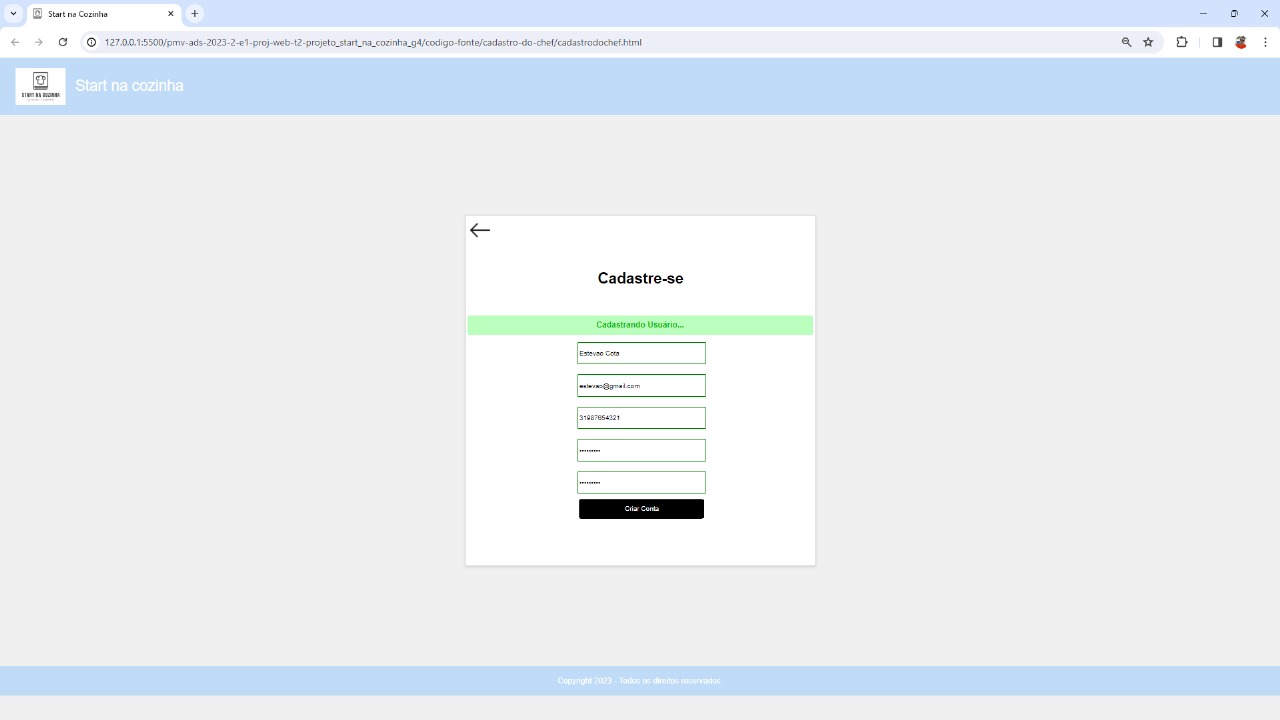 Start na Cozinha
127.0.0.1:5500/pmv-ads-2023-2-e1-proj-web-t2-projeto_start_na_cozinha_g4/codigo-fonte/cadastro-do-chef/cadastrodochef.html
START NA COZINHA
Start na cozinha
Cadastre-se
Cadastrando Usuário...
Estevao Cota
estevao@gmail.com
31987654321
•••••••••
•••••••••
Criar Conta
Copyright 2023 - Todos os direitos reservados.